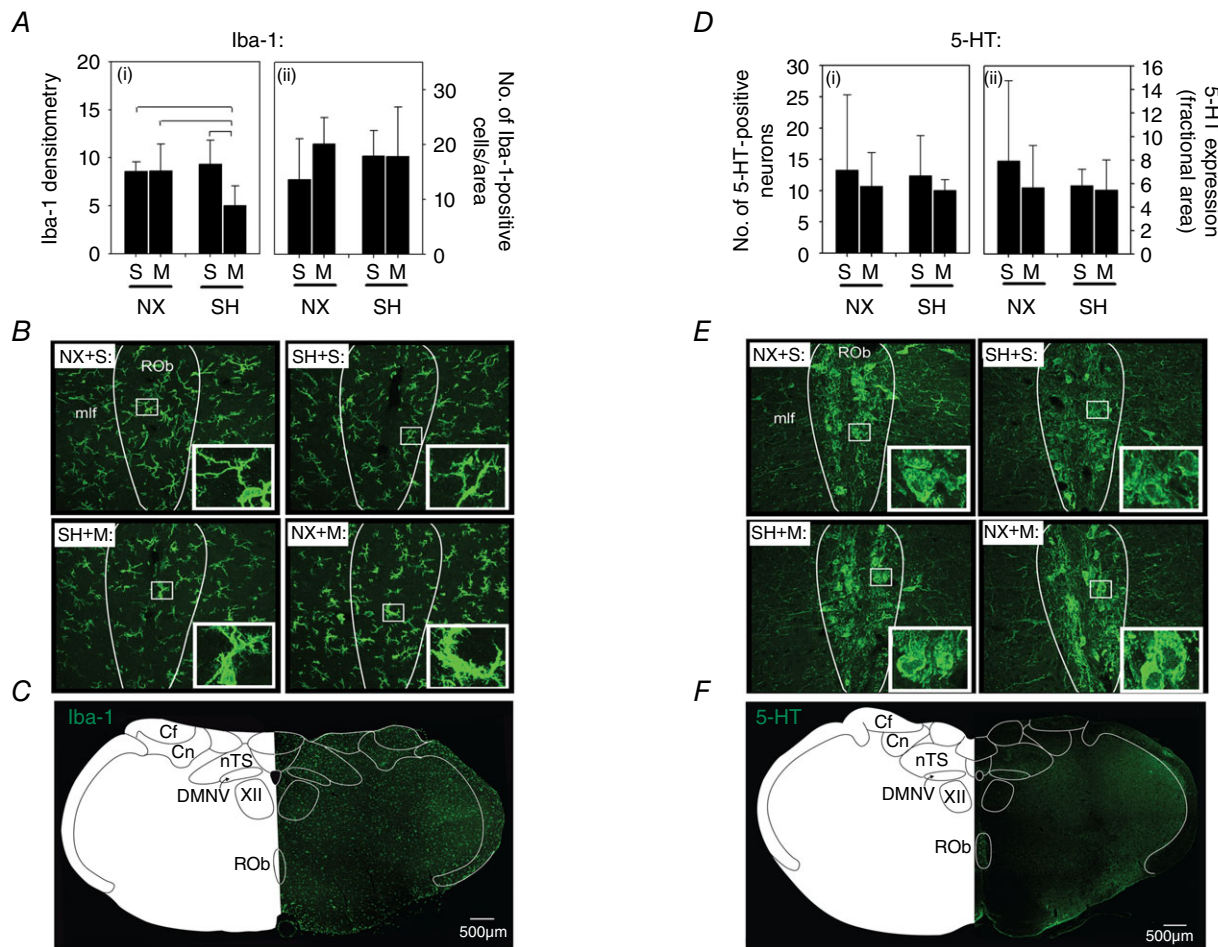 A
Iba-1:
(i)
(ii)
Iba-1 densitometry
20
15
10
5
0
No. of Iba-1-positive
cells/area
30
20
10
0
S M S M
NX SH
S M S M
NX SH
B
NX+S:
ROb
mlf
SH+S:
SH+M:
NX+M:
C
Iba-1
Cf
Cn
nTS
DMNV
XII
ROb
500µm
D
5-HT:
(i)
(ii)
No. of 5-HT-positive
neurons
30
25
20
15
10
5
0
5-HT expression
(fractional area)
16
14
12
10
8
6
4
2
0
S M S M
NX SH
S M S M
NX SH
E
NX+S:
ROb
mlf
SH+S:
SH+M:
NX+M:
F
5-HT
Cf
Cn
nTS
DMNV
XII
ROb
500µm